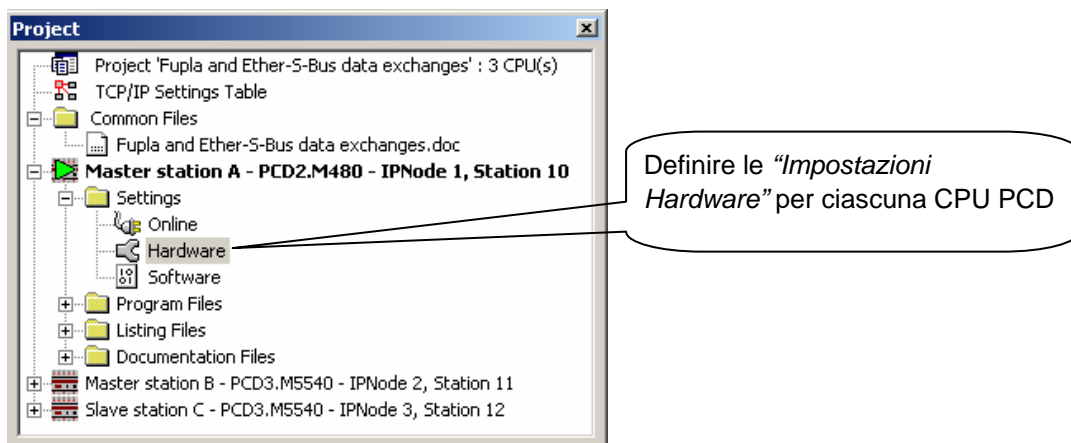 Project
Project 'Fupla and Ether-S-Bus data exchanges' : 3 CPU(s)
TCP/IP Settings Table
Common Files
Fupla and Ether-S-Bus data exchanges.doc
Master station A - PCD2.M480 - IPNode 1, Station 10
Settings
Online
Hardware
Software
Program Files
Listing Files
Documentation Files
Master station B - PCD3.M5540 - IPNode 2, Station 11
Slave station C - PCD3.M5540 - IPNode 3, Station 12
Definire le “Impostazioni
Hardware” per ciascuna CPU PCD